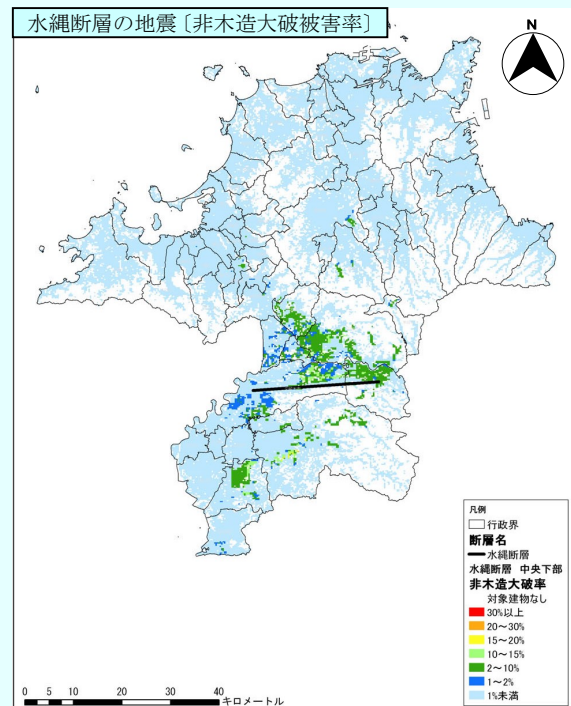 水縄断層の地震〔非木造大破被害率〕
N
凡例
行政界
断層名
水縄断層
水縄断層 中央下部
非木造大破率
対象建物なし
30%以上
20～30%
15～20%
10～15%
2～10%
1～2%
1%未満
0 5 10 20 30 40 キロメートル